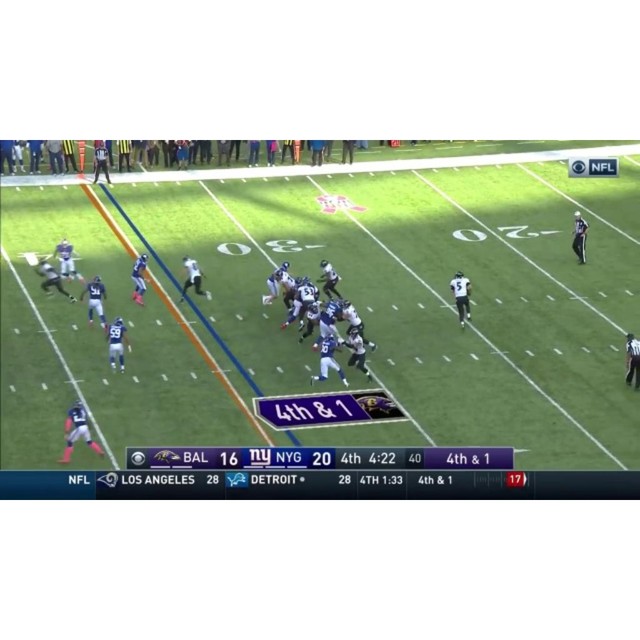 NFL
20
30
5
4th & 1
BAL 16 NYG 20 4th 4:22 40 4th & 1
NFL LOS ANGELES 28 DETROIT 28 4TH 1:33 4th & 1 17